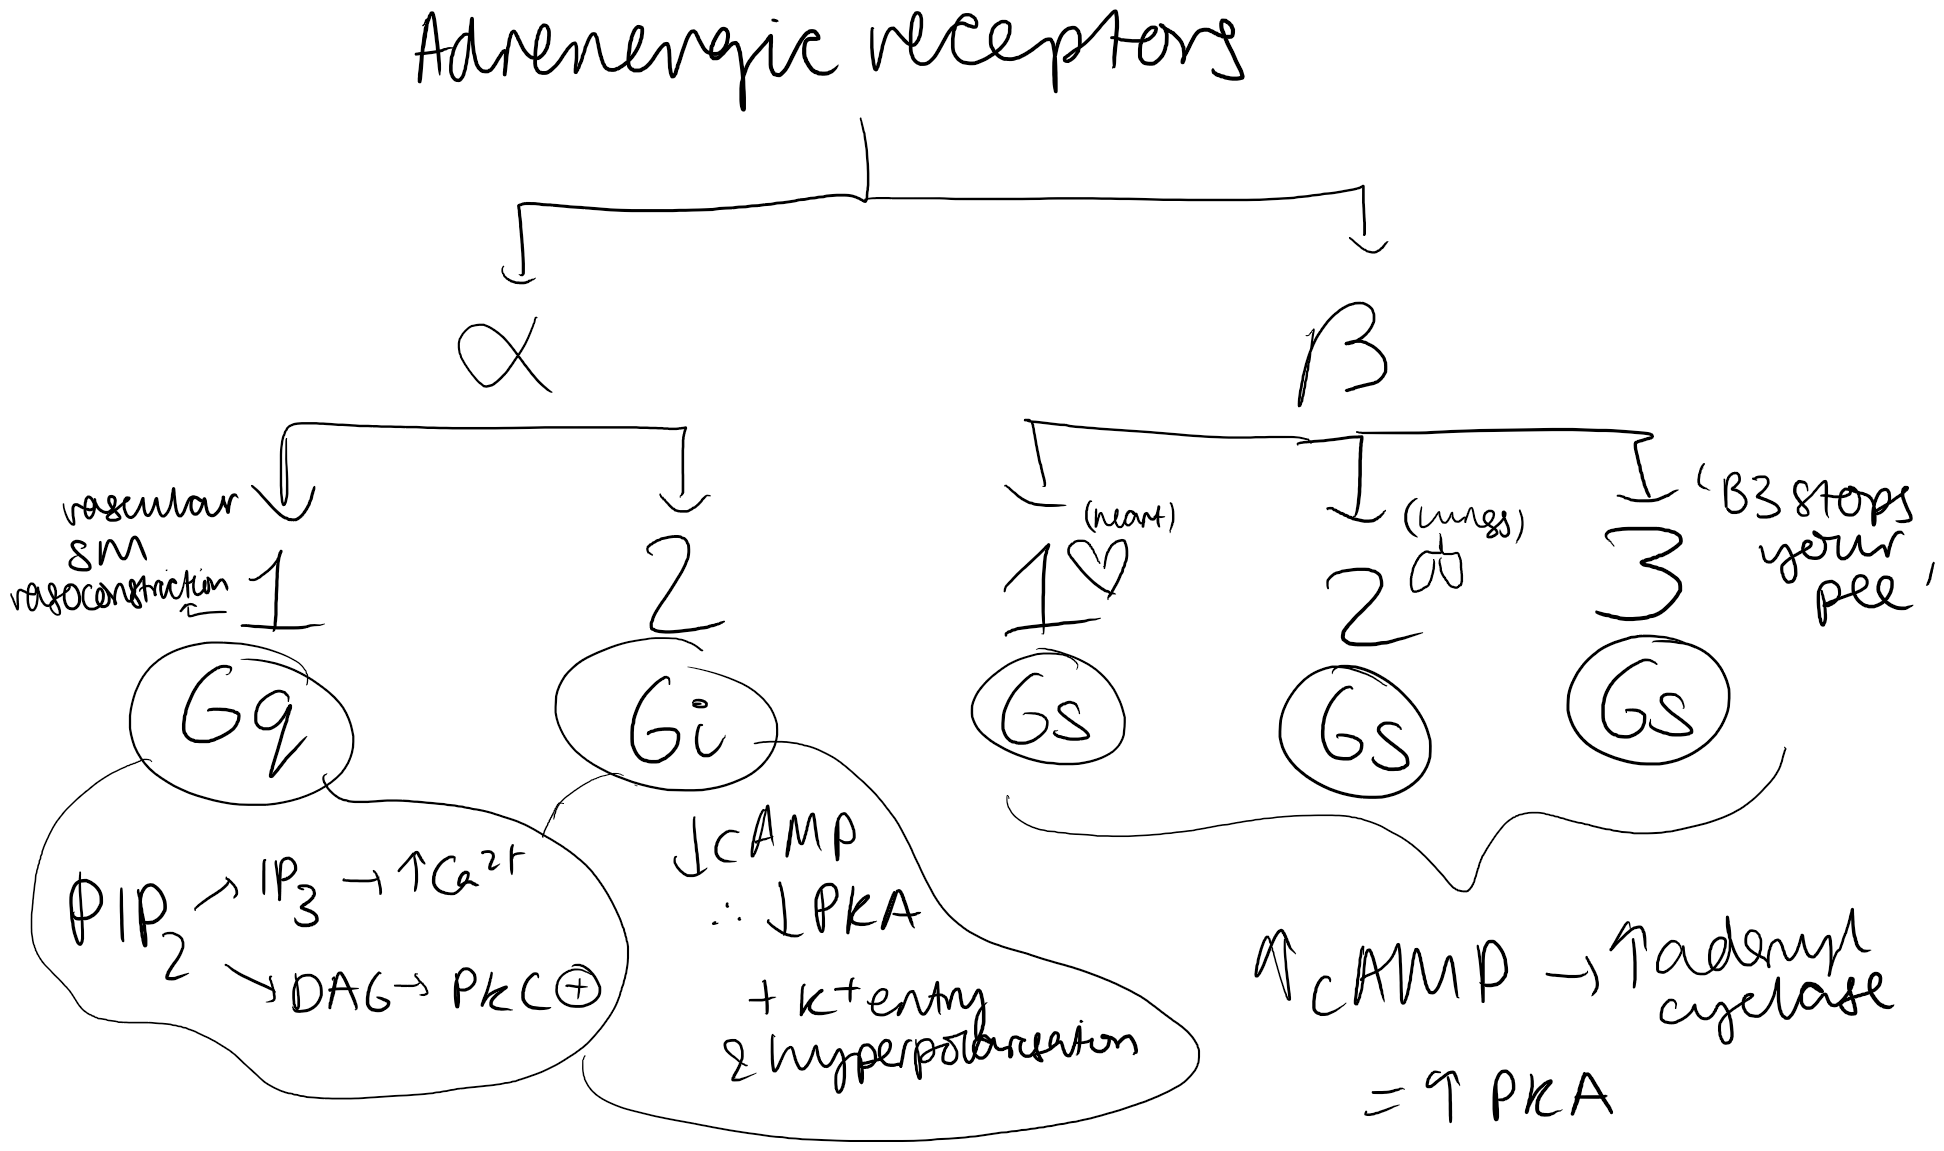 Adrenergic receptors
α
β
vascular
sm
vasoconstriction ←
1
2
1 (heart)
2 (lungs)
3
'B3 stops
your
pee'
Gq
Gi
Gs
Gs
Gs
PIP2 → IP3 → ↑Ca2+
→ DAG → PKC ⊕
↓cAMP
∴ ↓PKA
+ K+ entry
& hyperpolarisation
↑cAMP → ↑adenyl
cyclase
= ↑ PKA